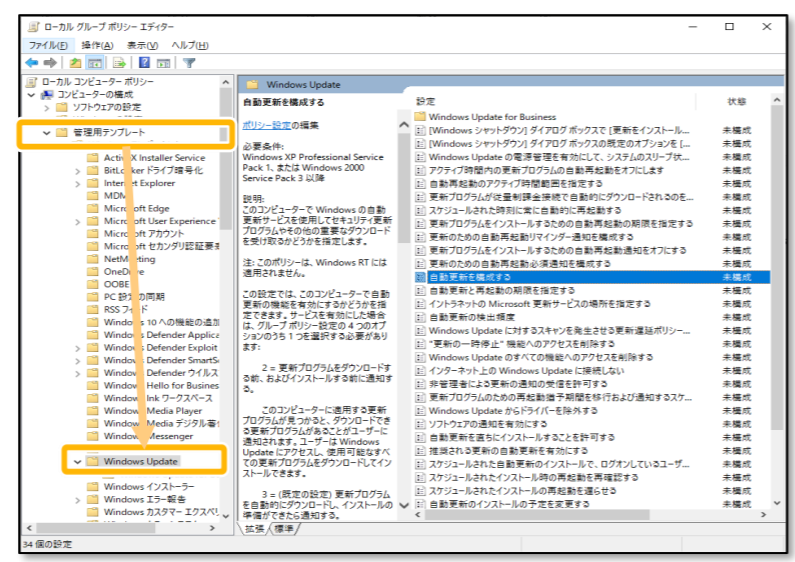 ローカル グループ ポリシー エディター
ファイル(F) 操作(A) 表示(V) ヘルプ(H)
ローカル コンピューター ポリシー
コンピューターの構成
ソフトウェアの設定
管理用テンプレート
ActiveX Installer Service
BitLocker ドライブ暗号化
Internet Explorer
MDM
Microsoft Edge
Microsoft User Experience
Microsoft アカウント
Microsoft セカンダリ認証要
NetMeeting
OneDrive
OOBE
PC 設定の同期
RSS フィード
Windows 10 への機能の追加
Windows Defender Applica
Windows Defender Exploit
Windows Defender SmartS
Windows Defender ウイルス
Windows Hello for Busines
Windows Ink ワークスペース
Windows Media Player
Windows Media デジタル著
Windows Messenger
Windows Update
Windows インストーラー
Windows エラー報告
Windows カスタマー エクスペリ
Windows Update
自動更新を構成する
ポリシー設定の編集
必要条件:
Windows XP Professional Service
Pack 1、または Windows 2000
Service Pack 3 以降
説明:
このコンピューターで Windows の自動
更新サービスを使用してセキュリティ更新
プログラムやその他の重要なダウンロード
を受け取るかどうかを指定します。
注: このポリシーは、Windows RT には
適用されません。
この設定では、このコンピューターで自動
更新の機能を有効にするかどうかを指
定できます。サービスを有効にした場合
は、グループ ポリシー設定の 4 つのオプ
ションのうち 1 つを選択する必要があり
ます:
2 = 更新プログラムをダウンロードす
る前、およびインストールする前に通知す
る。
このコンピューターに適用する更新
プログラムが見つかると、ダウンロードでき
る更新プログラムがあることがユーザーに
通知されます。ユーザーは Windows
Update にアクセスし、使用可能なすべ
ての更新プログラムをダウンロードしてイン
ストールできます。
3 = (既定の設定) 更新プログラム
を自動的にダウンロードし、インストールの
準備ができたら通知する。
設定 状態
Windows Update for Business
[Windows シャットダウン] ダイアログ ボックスで [更新をインストール... 未構成
[Windows シャットダウン] ダイアログ ボックスの既定のオプションを [... 未構成
Windows Update の電源管理を有効にして、システムのスリープ状... 未構成
アクティブ時間内の更新プログラムの自動再起動をオフにします 未構成
自動再起動のアクティブ時間範囲を指定する 未構成
更新プログラムが従量制課金接続で自動的にダウンロードされるのを... 未構成
スケジュールされた時刻に常に自動的に再起動する 未構成
更新プログラムをインストールするための自動再起動の期限を指定する 未構成
更新のための自動再起動リマインダー通知を構成する 未構成
更新プログラムをインストールするための自動再起動通知をオフにする 未構成
更新のための自動再起動必須通知を構成する 未構成
自動更新を構成する 未構成
自動更新と再起動の期限を指定する 未構成
イントラネットの Microsoft 更新サービスの場所を指定する 未構成
自動更新の検出頻度 未構成
Windows Update に対するスキャンを発生させる更新遅延ポリシー... 未構成
"更新の一時停止" 機能へのアクセスを削除する 未構成
Windows Update のすべての機能へのアクセスを削除する 未構成
インターネット上の Windows Update に接続しない 未構成
非管理者による更新の通知の受信を許可する 未構成
更新プログラムのための再起動猶予期間を移行および通知するスケ... 未構成
Windows Update からドライバーを除外する 未構成
ソフトウェアの通知を有効にする 未構成
自動更新を直ちにインストールすることを許可する 未構成
推奨される更新の自動更新を有効にする 未構成
スケジュールされた自動更新のインストールで、ログオンしているユーザ... 未構成
スケジュールされたインストール時の再起動を再確認する 未構成
スケジュールされたインストールの再起動を遅らせる 未構成
自動更新のインストールの予定を変更する 未構成
拡張 標準
34 個の設定